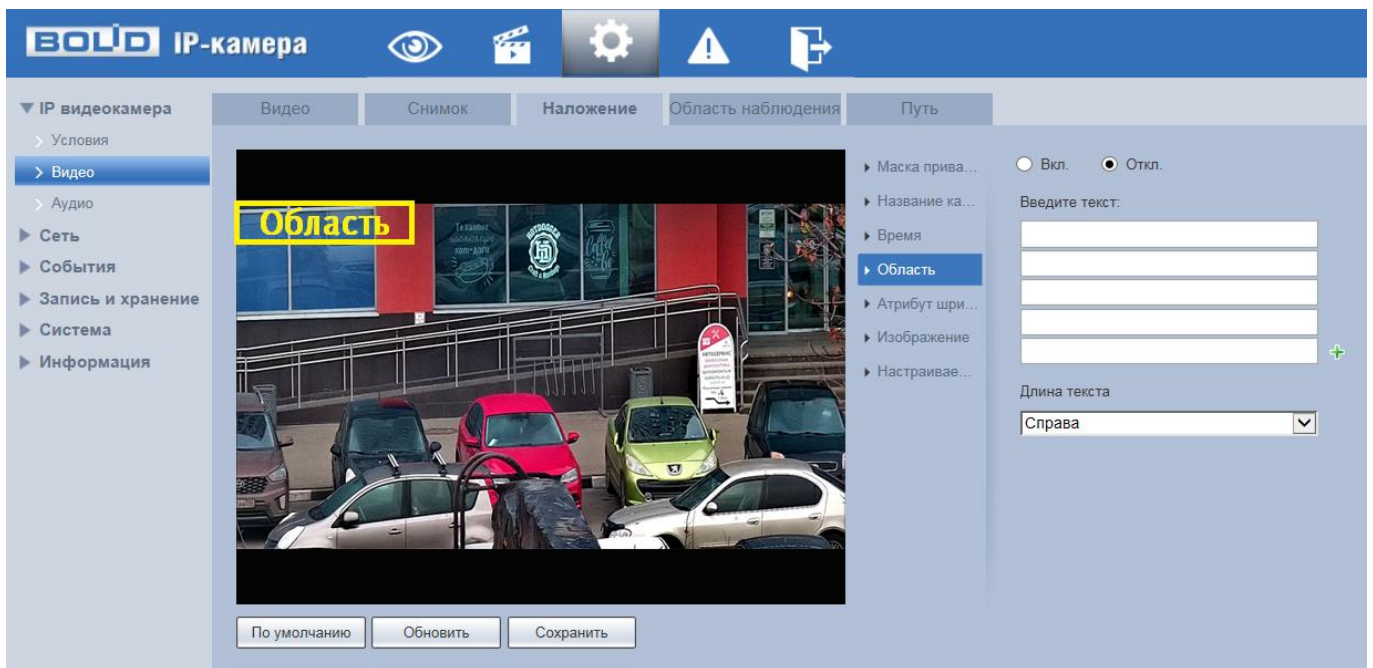 BOLID IP-камера
IP видеокамера
Условия
Видео
Аудио
Сеть
События
Запись и хранение
Система
Информация
Видео
Снимок
Наложение
Область наблюдения
Путь
Область
HOTDOGGER
АВТОСЕРВИС
Маска прива...
Название ка...
Время
Область
Атрибут шри...
Изображение
Настраивае...
Вкл.
Откл.
Введите текст:
Длина текста
Справа
По умолчанию
Обновить
Сохранить